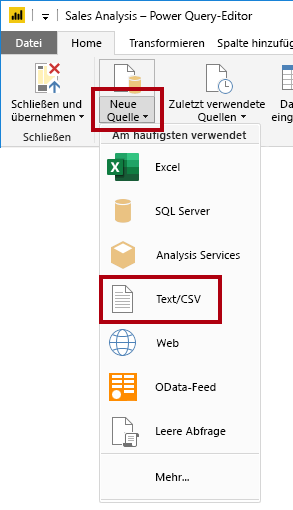 Sales Analysis – Power Query-Editor
Datei
Home
Transformieren
Spalte hinzufüg
Schließen und
übernehmen
Neue
Quelle
Zuletzt verwendete
Quellen
Da
eing
Schließen
Am häufigsten verwendet
Excel
SQL Server
Analysis Services
Text/CSV
Web
OData-Feed
Leere Abfrage
Mehr...